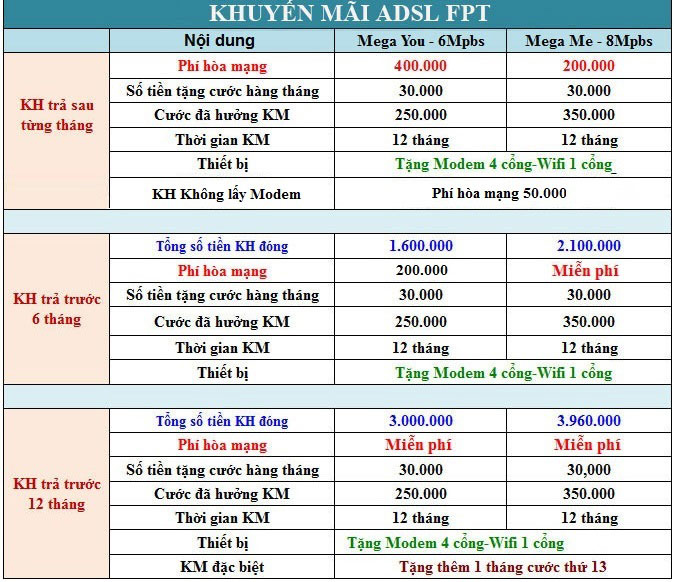 KHUYẾN MÃI ADSL FPT
Nội dung Mega You - 6Mpbs Mega Me - 8Mpbs
KH trả sau từng tháng
Phí hòa mạng 400.000 200.000
Số tiền tặng cước hàng tháng 30.000 30.000
Cước đã hưởng KM 250.000 350.000
Thời gian KM 12 tháng 12 tháng
Thiết bị Tặng Modem 4 cổng-Wifi 1 cổng
KH Không lấy Modem Phí hòa mạng 50.000
KH trả trước 6 tháng
Tổng số tiền KH đóng 1.600.000 2.100.000
Phí hòa mạng 200.000 Miễn phí
Số tiền tặng cước hàng tháng 30.000 30.000
Cước đã hưởng KM 250.000 350.000
Thời gian KM 12 tháng 12 tháng
Thiết bị Tặng Modem 4 cổng-Wifi 1 cổng
KH trả trước 12 tháng
Tổng số tiền KH đóng 3.000.000 3.960.000
Phí hòa mạng Miễn phí Miễn phí
Số tiền tặng cước hàng tháng 30.000 30,000
Cước đã hưởng KM 250.000 350.000
Thời gian KM 12 tháng 12 tháng
Thiết bị Tặng Modem 4 cổng-Wifi 1 cổng
KM đặc biệt Tặng thêm 1 tháng cước thứ 13